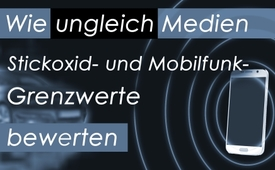 Wie ungleich Medien
Stickoxid- und Mobilfunk-
Grenzwerte
bewerten